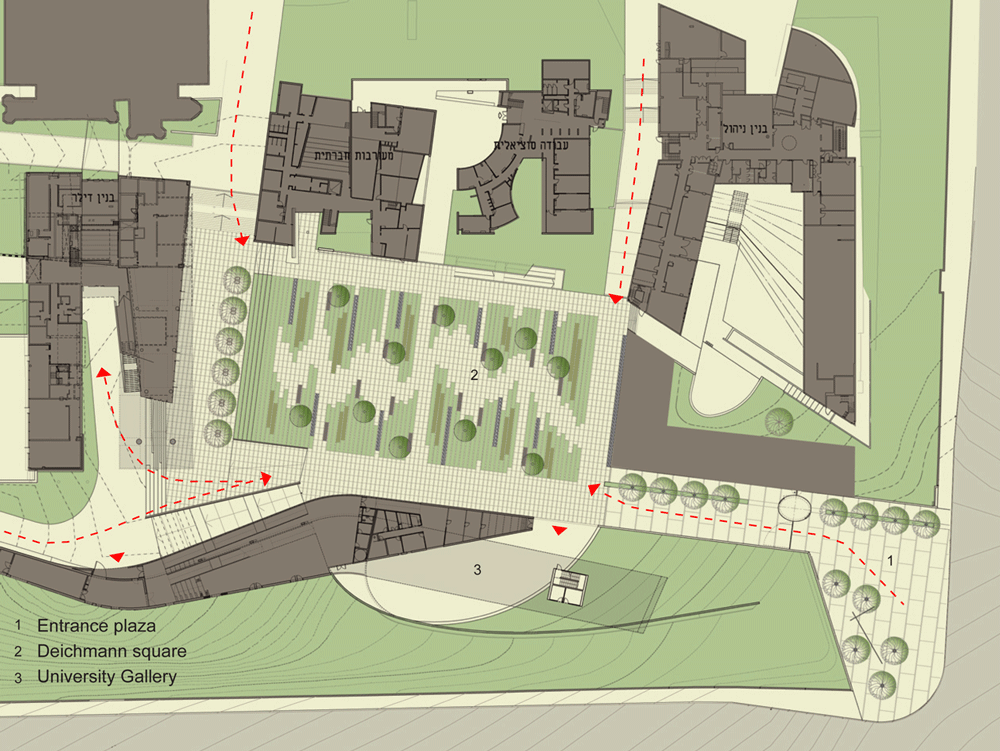 בנין ניהול
עבודה סוציאלית
מעורבות חברתית
בנין דילר
2
1
3
1 Entrance plaza
2 Deichmann square
3 University Gallery